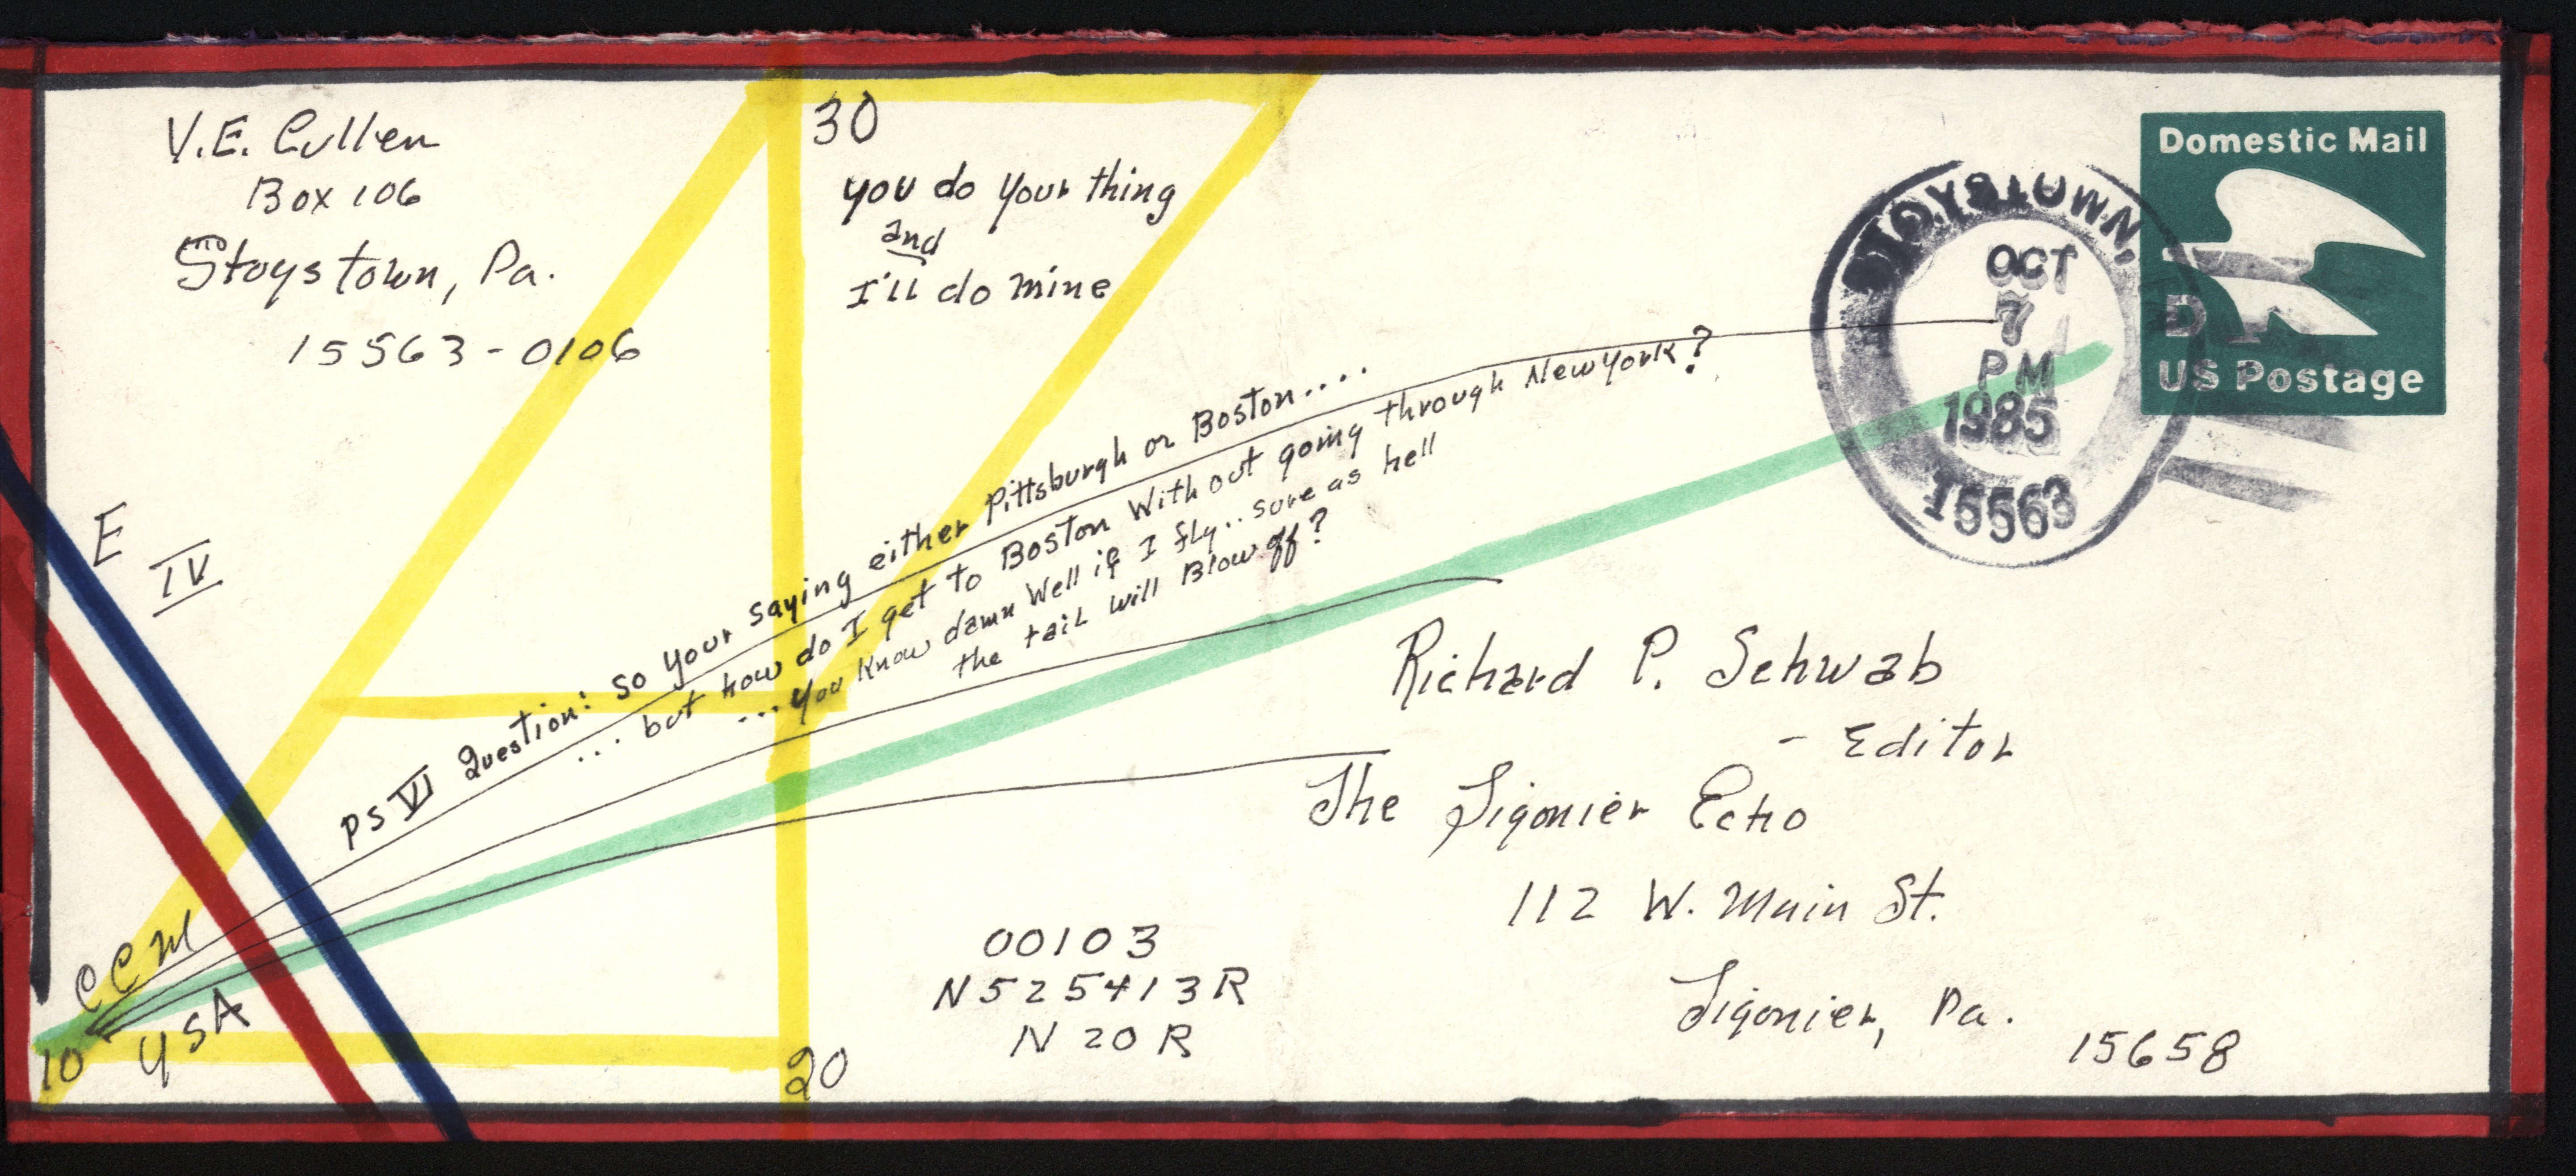 V.E. Cullen
Box 106
Stoystown, Pa.
15563-0106
30
you do your thing
and
I'll do mine
Domestic Mail
D
US Postage
STOYSTOWN,
OCT
7
PM
1985
15563
E
IV
PS VI Question: so your saying either Pittsburgh or Boston....
... but how do I get to Boston without going through New York?
... you know damn well if I fly.. sure as hell
the tail will Blow off?
Richard P. Schwab
- Editor
The Ligonier Echo
112 W. Main St.
Ligonier, Pa.
15658
00103
N525413R
N20R
CCM
USA
10
20